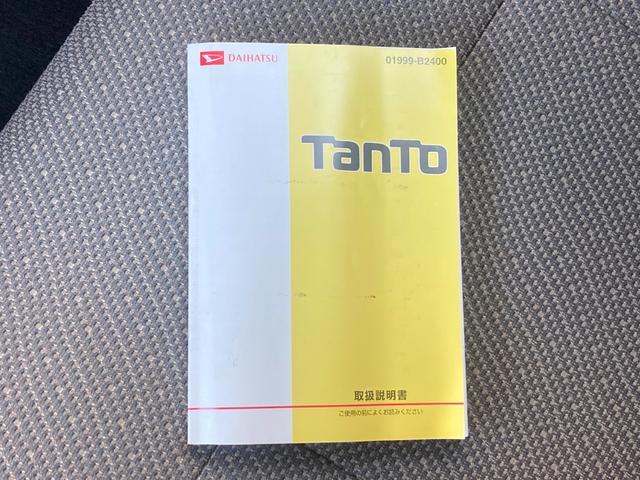 DAIHATSU
01999-B2400
TanTo
取扱説明書
ご使用の前によくお読みください